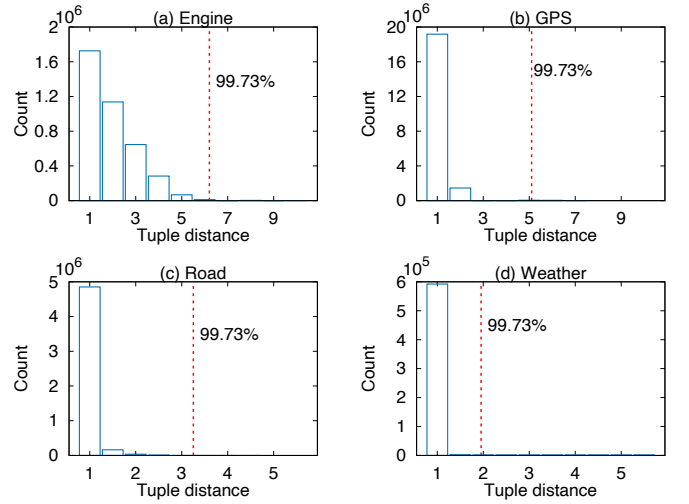 (a) Engine
10^6
2
1.6
1.2
0.8
0.4
0
Count
99.73%
1 3 5 7 9
Tuple distance
(b) GPS
10^6
20
16
12
8
4
0
Count
99.73%
1 3 5 7 9
Tuple distance
(c) Road
10^6
5
4
3
2
1
0
Count
99.73%
1 2 3 4 5
Tuple distance
(d) Weather
10^5
6
5
4
3
2
1
0
Count
99.73%
1 2 3 4 5
Tuple distance